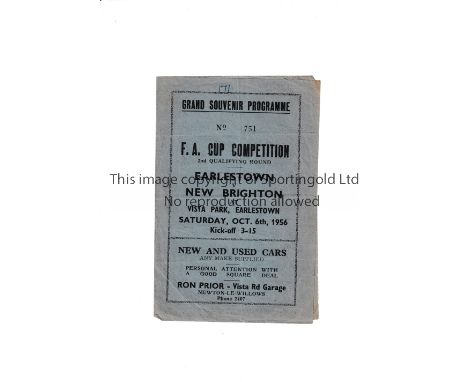 GRAND SOUVENIR PROGRAMME
Nº 751
F. A. CUP COMPETITION
2nd QUALIFYING ROUND
EARLESTOWN
This image copyright of Sportingold Ltd
NEW BRIGHTON
No reproduction allowed
VISTA PARK, EARLESTOWN
SATURDAY, OCT. 6th, 1956
Kick-off 3-15
NEW AND USED CARS
ANY MAKE SUPPLIED
PERSONAL ATTENTION WITH
A GOOD SQUARE DEAL
RON PRIOR - Vista Rd Garage
NEWTON-LE-WILLOWS
Phone 2407